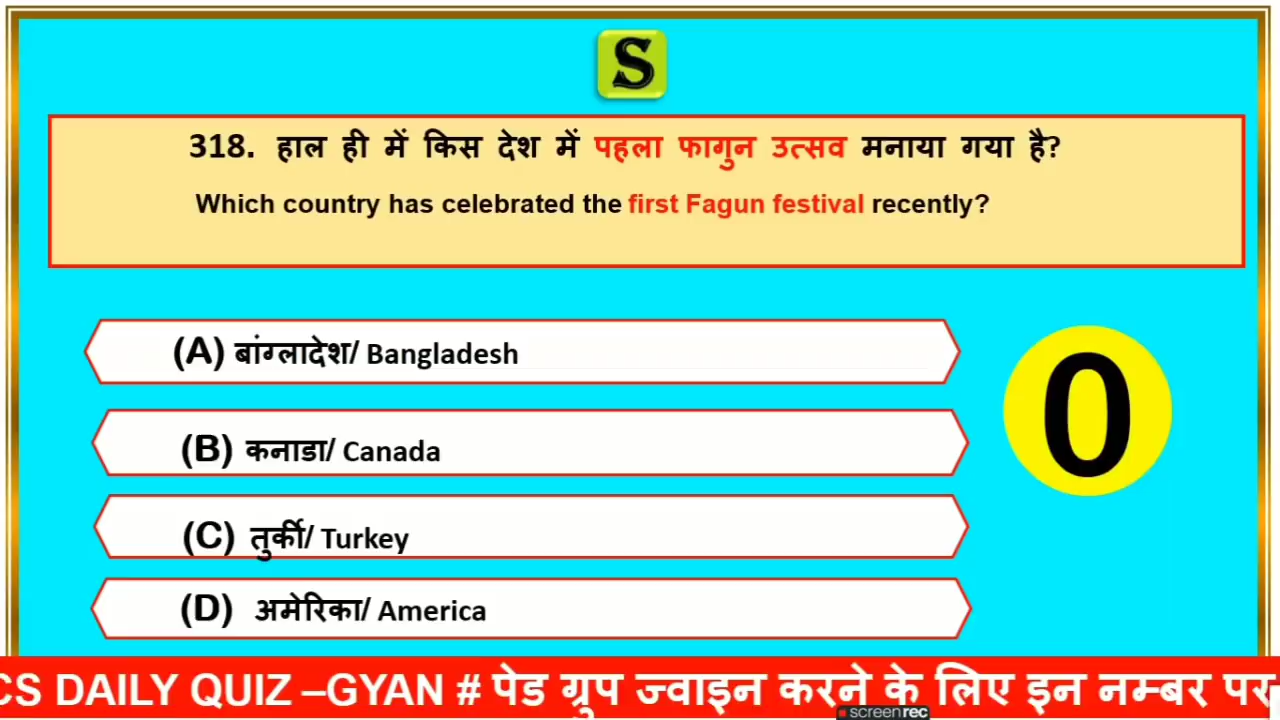 S
318. हाल ही में किस देश में पहला फागुन उत्सव मनाया गया है?
Which country has celebrated the first Fagun festival recently?
(A) बांग्लादेश/ Bangladesh
0
(B) कनाडा/ Canada
(C) तुर्की/ Turkey
(D) अमेरिका/ America
CS DAILY QUIZ –GYAN # पेड ग्रुप ज्वाइन करने के लिए इन नम्बर पर
screenrec